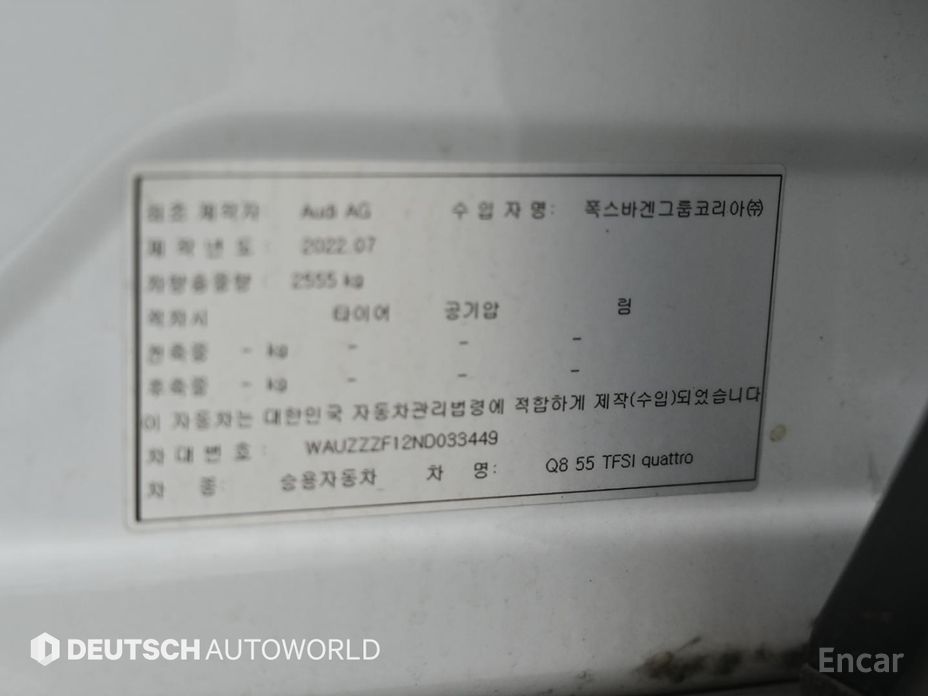 최종 제작자 Audi AG 수 입 자 명: 폭스바겐그룹코리아㈜
제 작 년 도 : 2022.07
차량총중량 : 2555 kg
적차시 타이어 공기압 림
전축중 - kg - - -
후축중 - kg - - -
이 자동차는 대한민국 자동차관리법령에 적합하게 제작(수입)되었습니다
차 대 번 호 : WAUZZZF12ND033449
차 종: 승용자동차 차 명: Q8 55 TFSI quattro
DEUTSCH AUTOWORLD
Encar